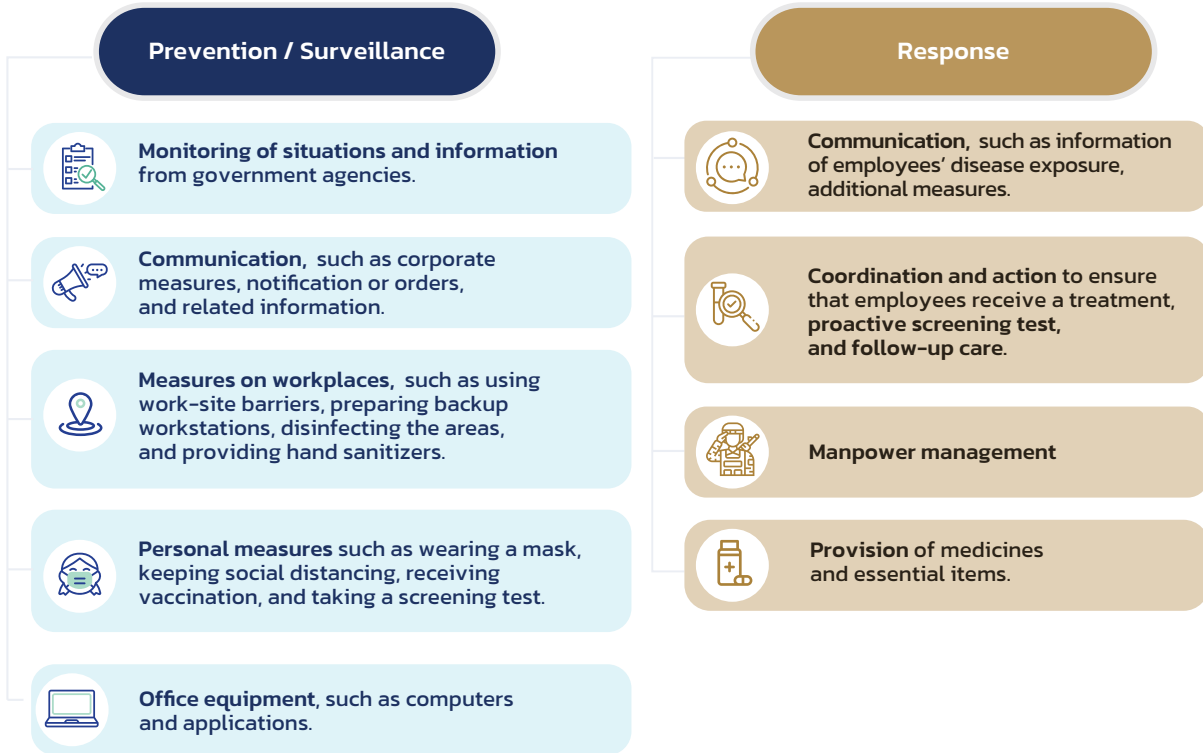 Prevention / Surveillance
Monitoring of situations and information
from government agencies.
Communication, such as corporate
measures, notification or orders,
and related information.
Measures on workplaces, such as using
work-site barriers, preparing backup
workstations, disinfecting the areas,
and providing hand sanitizers.
Personal measures such as wearing a mask,
keeping social distancing, receiving
vaccination, and taking a screening test.
Office equipment, such as computers
and applications.
Response
Communication, such as information
of employees' disease exposure,
additional measures.
Coordination and action to ensure
that employees receive a treatment,
proactive screening test,
and follow-up care.
Manpower management
Provision of medicines
and essential items.